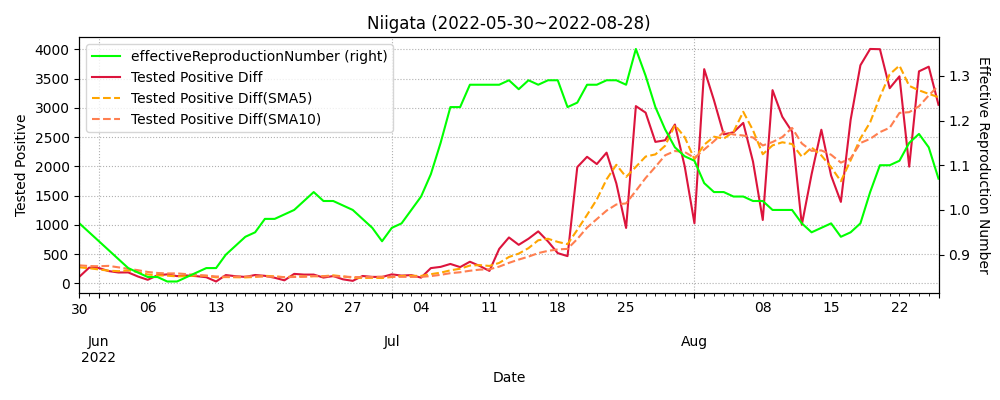 Niigata (2022-05-30~2022-08-28)
effectiveReproductionNumber (right)
Tested Positive Diff
Tested Positive Diff(SMA5)
Tested Positive Diff(SMA10)
Tested Positive
4000
3500
3000
2500
2000
1500
1000
500
0
1.3
1.2
1.1
1.0
0.9
Effective Reproduction Number
30 06 13 20 27 04 11 18 25 08 15 22
Jun Jul Aug
2022
Date